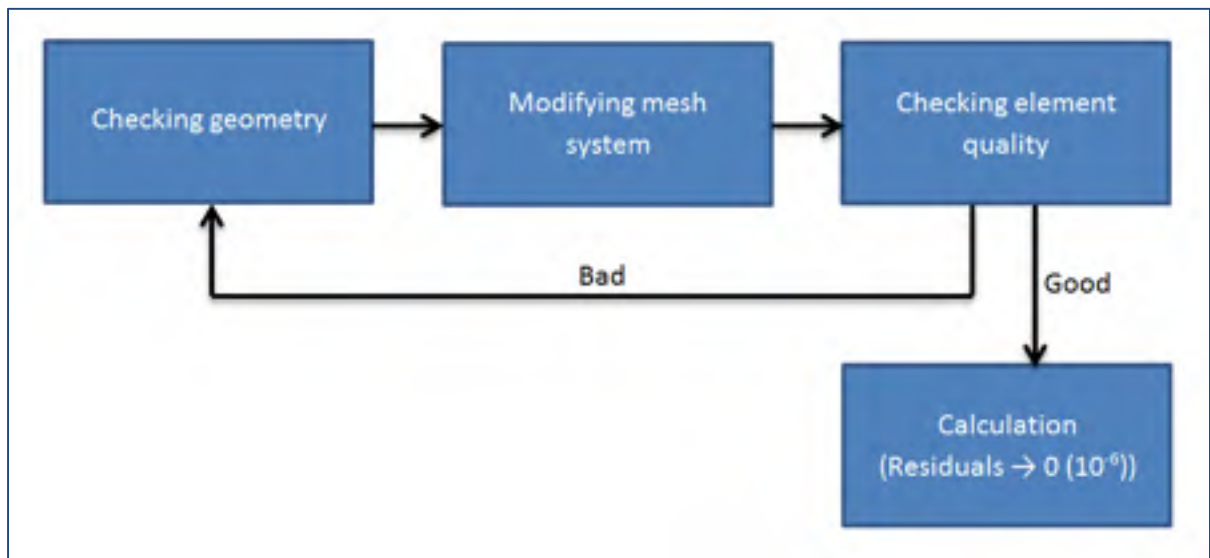 Checking geometry
Modifying mesh
system
Checking element
quality
Bad
Good
Calculation
(Residuals → 0 (10⁻⁶))